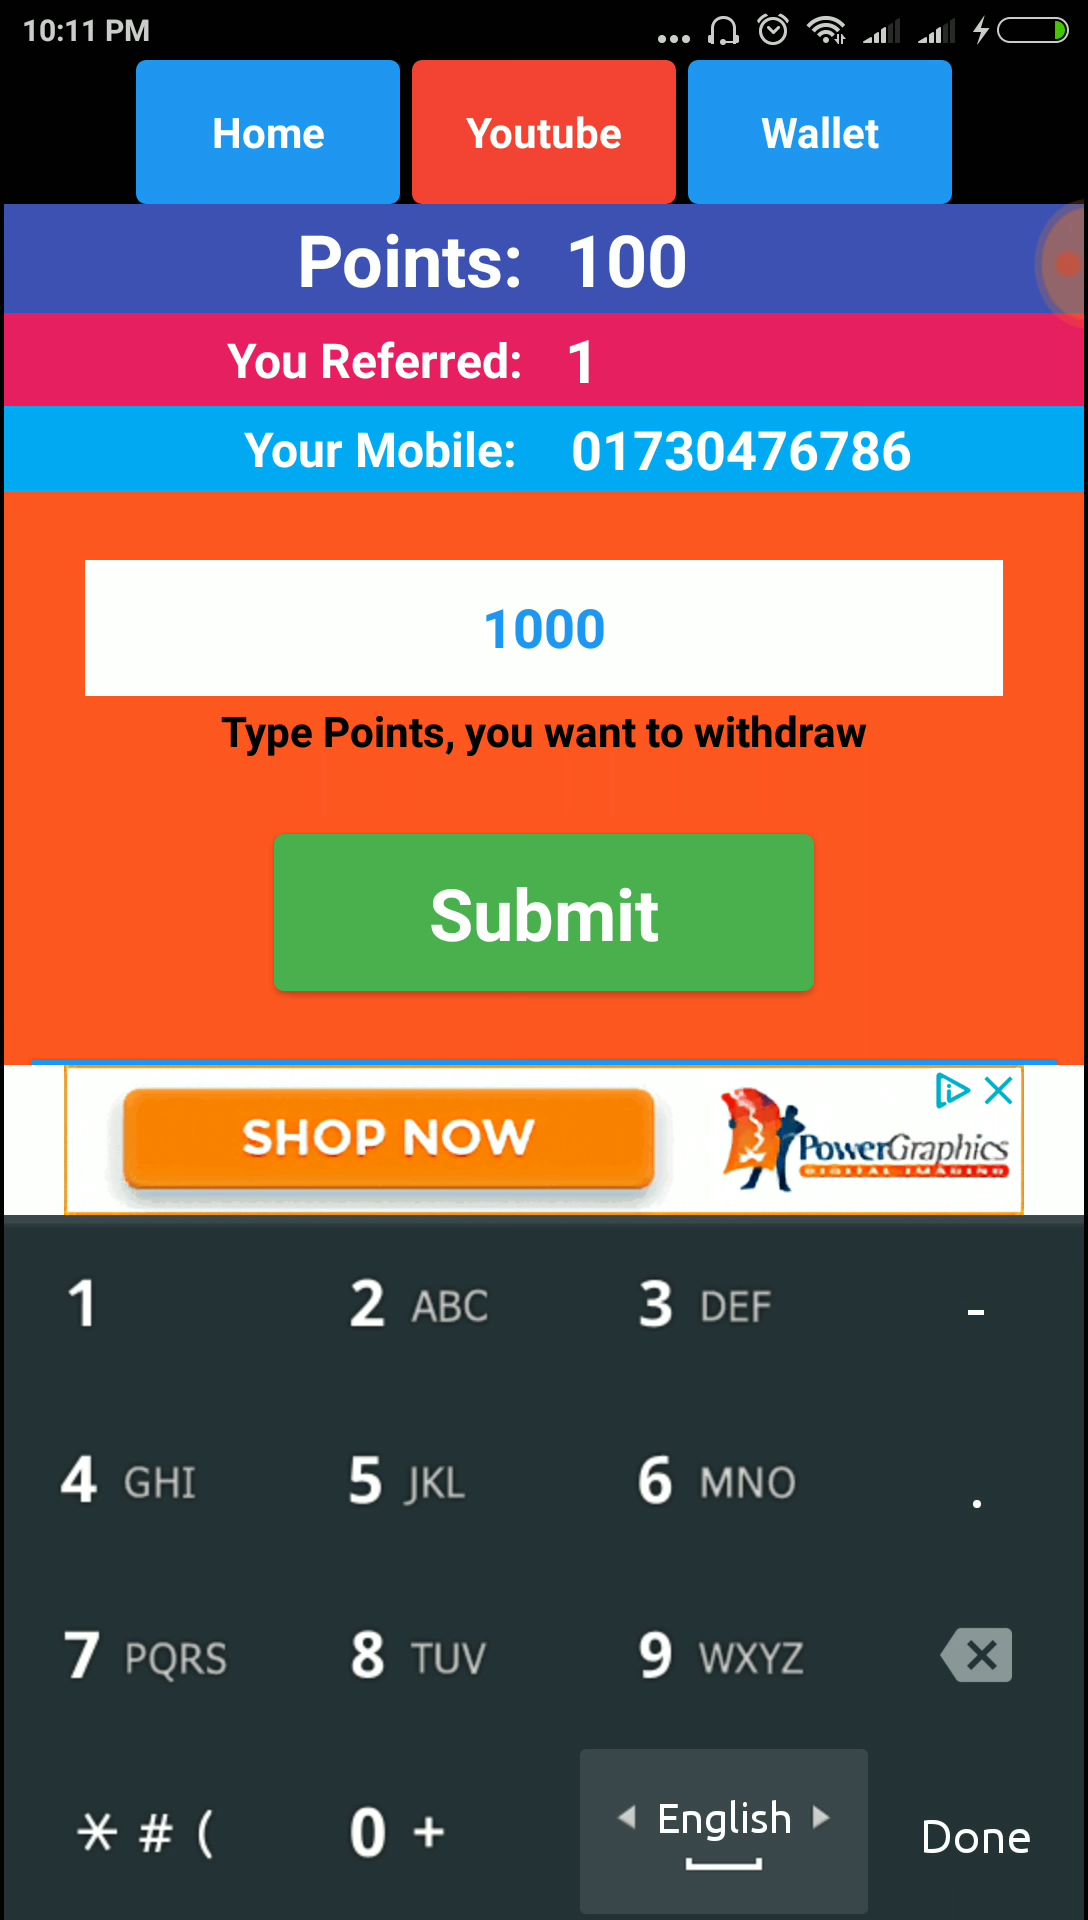 10:11 PM
Home Youtube Wallet
Points: 100
You Referred: 1
Your Mobile: 01730476786
1000
Type Points, you want to withdraw
Submit
SHOP NOW
PowerGraphics
DIGITAL IMAGING
1 2 ABC 3 DEF -
4 GHI 5 JKL 6 MNO .
7 PQRS 8 TUV 9 WXYZ
* # ( 0 + English Done